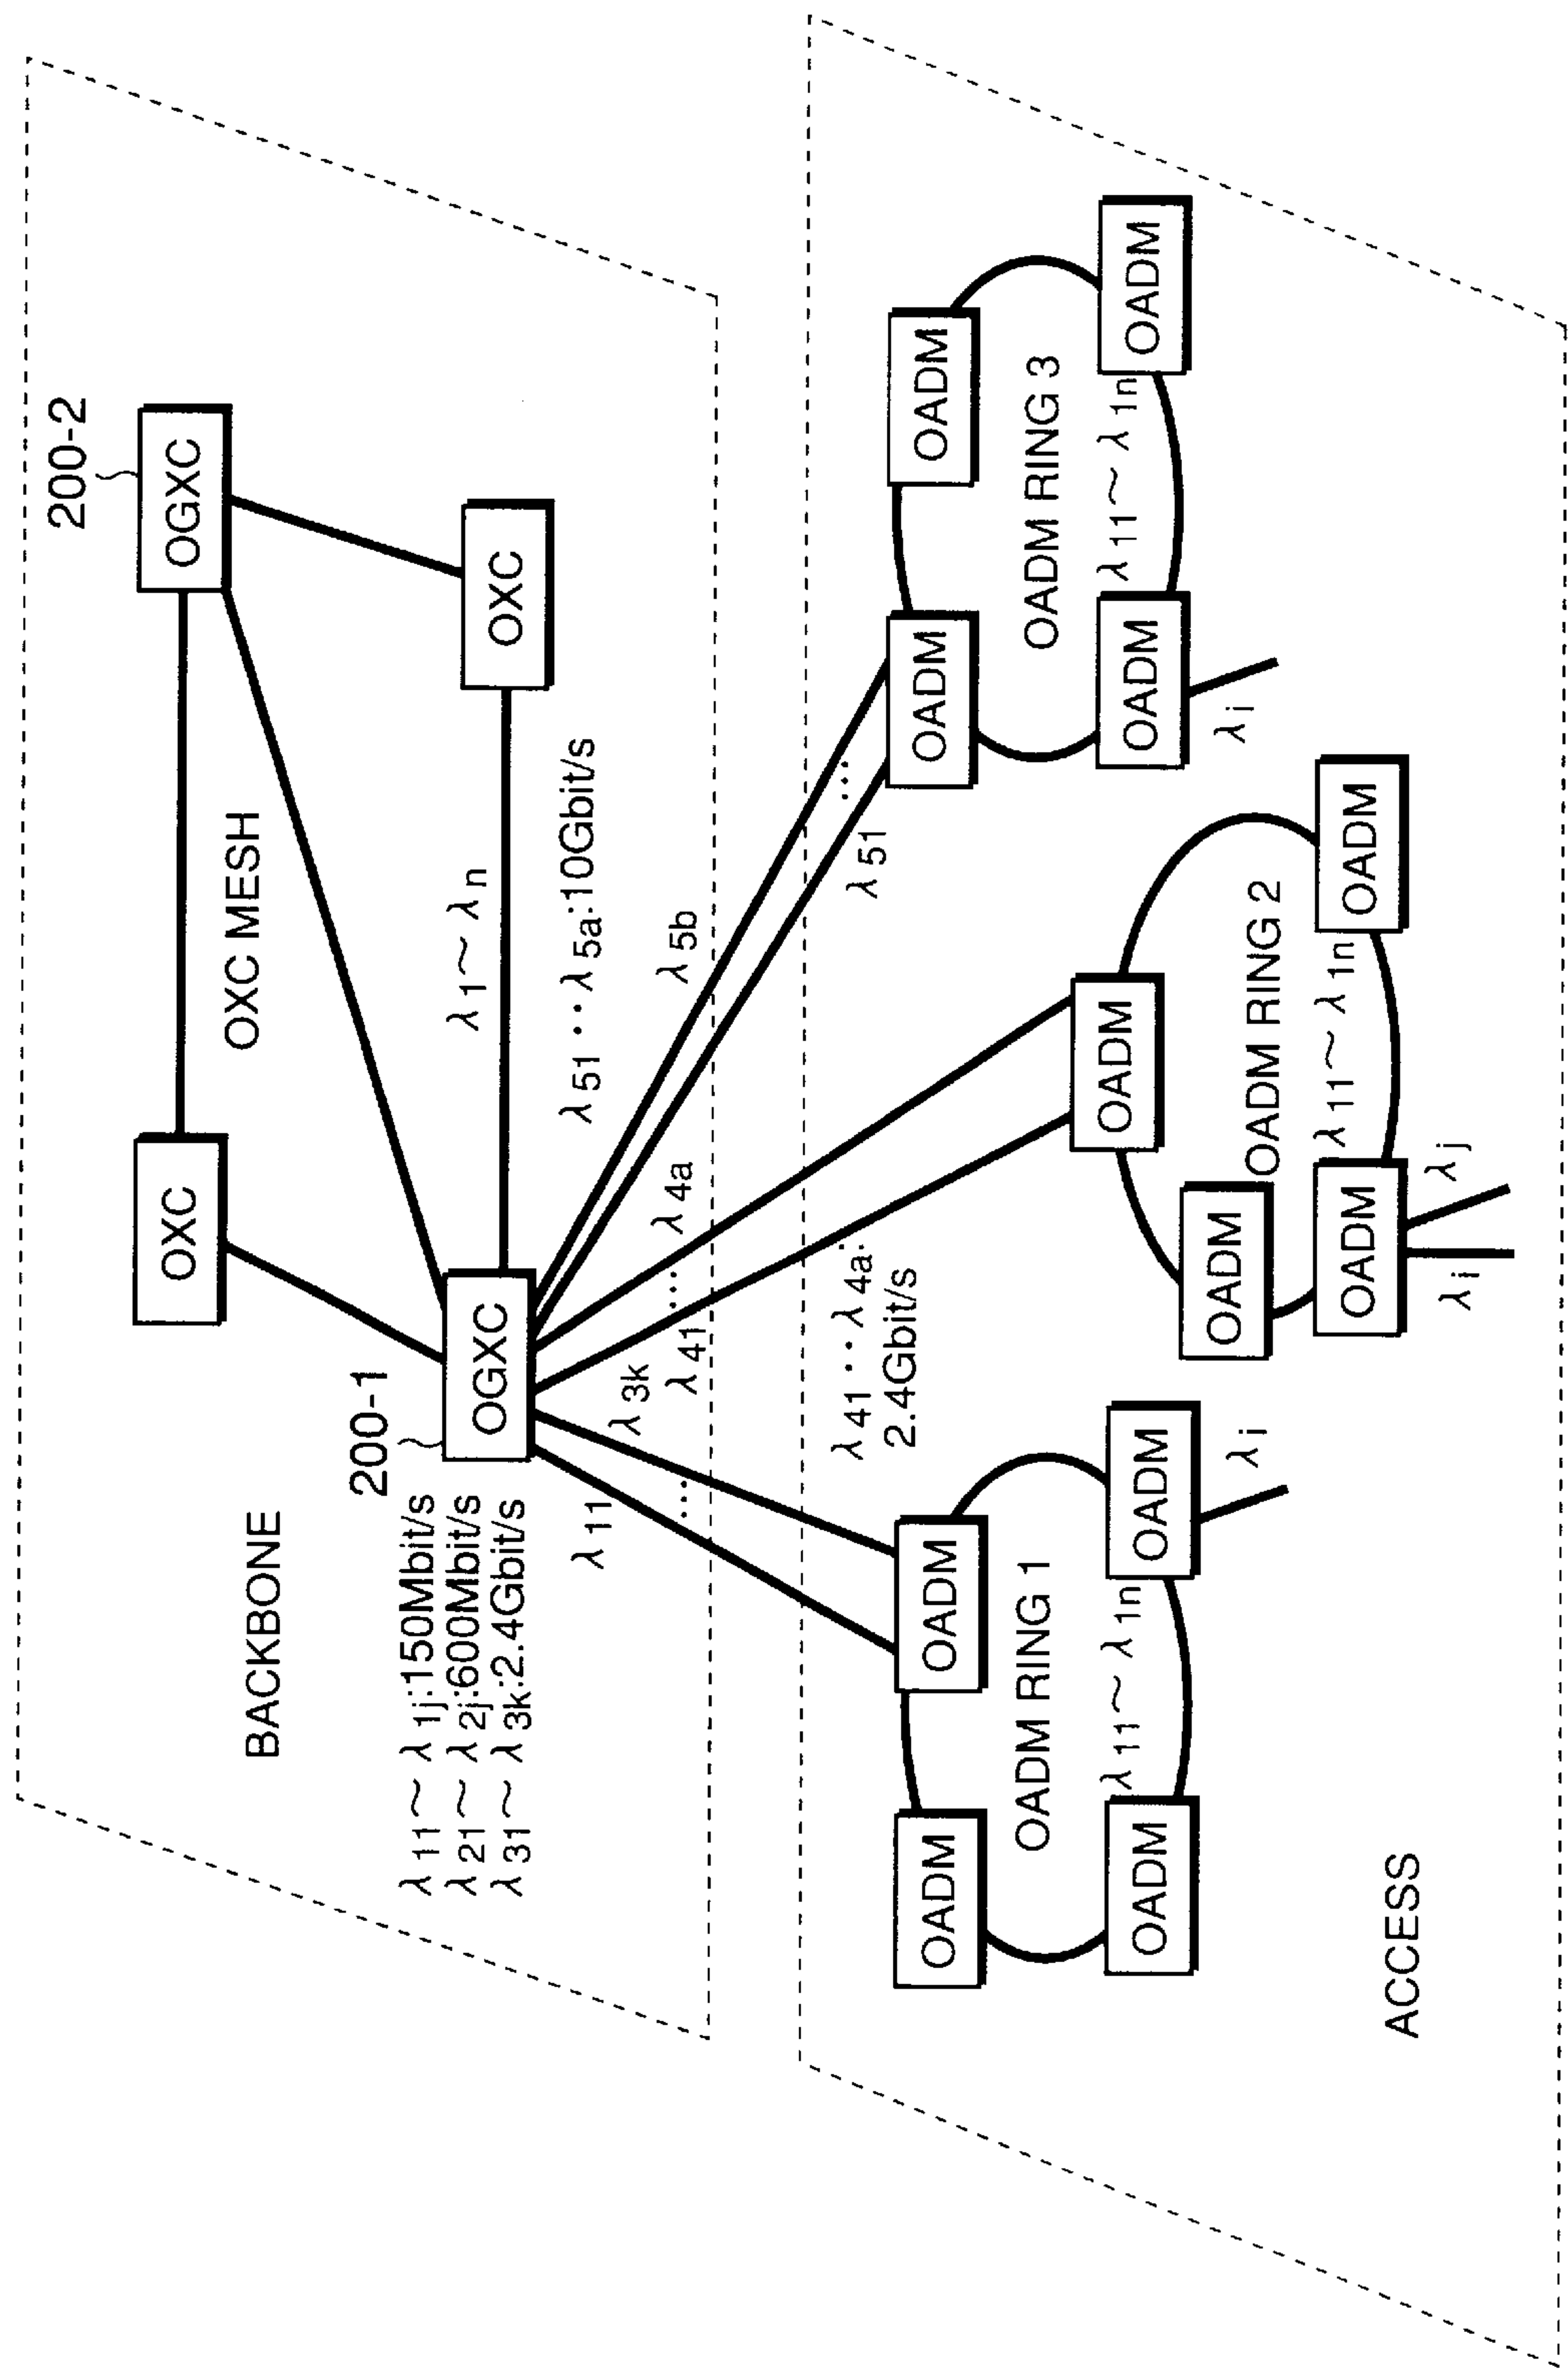 200-2
OGXC
OXC
OXC MESH
OXC
λ1~λn
BACKBONE
200-1
OGXC
λ11~λ1j:150Mbit/s
λ21~λ2j:600Mbit/s
λ31~λ3k:2.4Gbit/s
λ51··λ5a:10Gbit/s
λ11
....
λ3k
λ41
....
λ4a
λ5b
λ41··λ4a:
2.4Gbit/s
λ51
....
OADM
OADM
OADM RING 1
λ11~λ1n
OADM
OADM
λi
OADM
OADM
OADM RING 2
λ11~λ1n
OADM
OADM
λi
λj
OADM
OADM
OADM RING 3
λ11~λ1n
OADM
OADM
λi
ACCESS